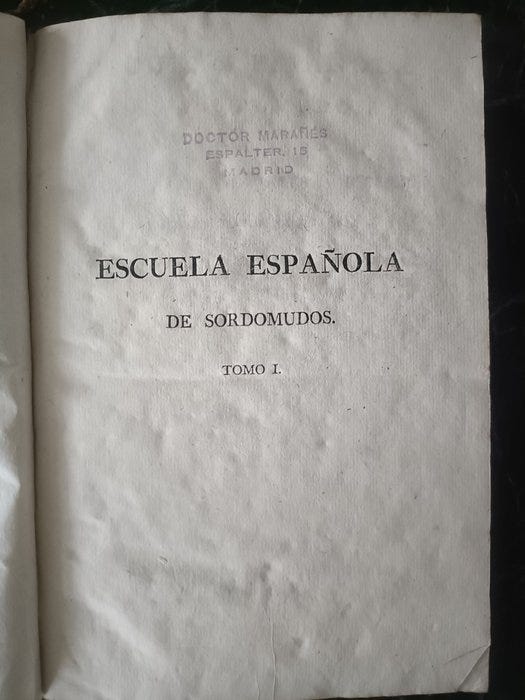 DOCTOR MARAÑES
ESPALTER, 15
MADRID
ESCUELA ESPAÑOLA
DE SORDOMUDOS.
TOMO I.